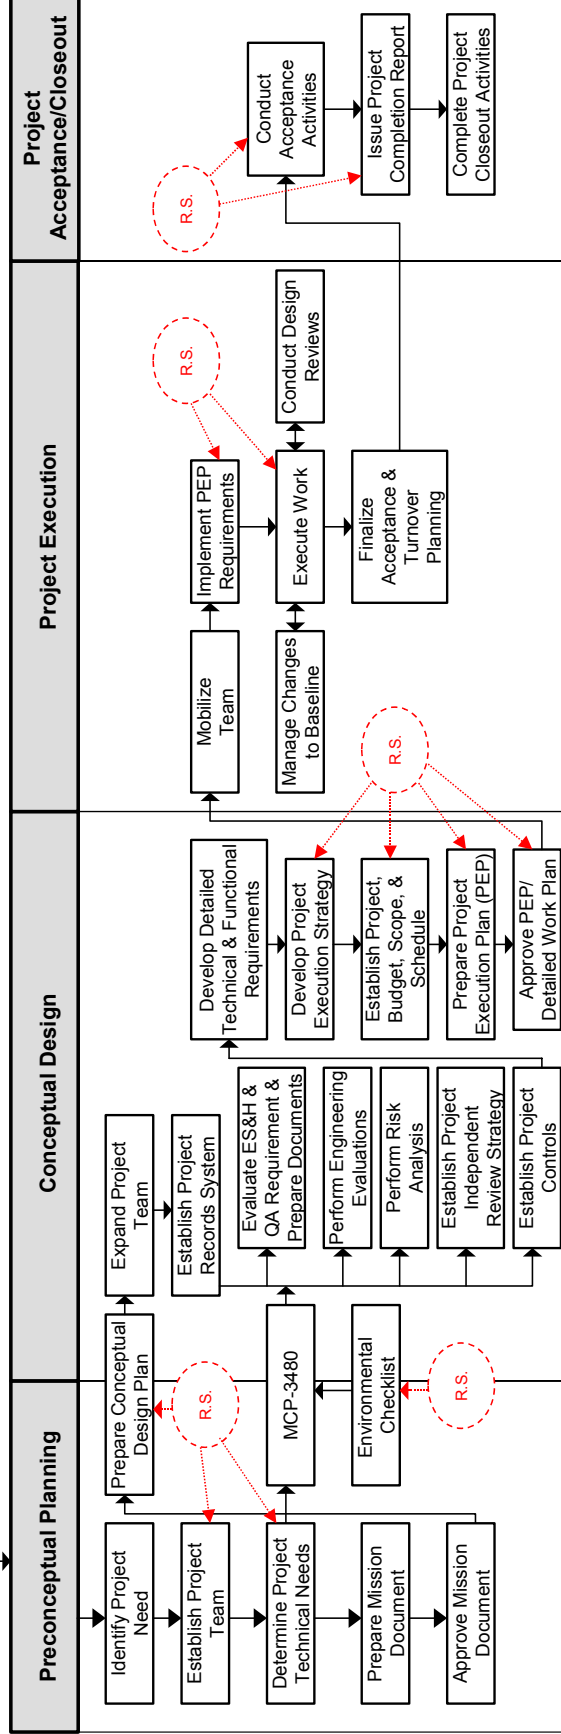 Preconceptual Planning
Identify Project
Need
Establish Project
Team
Determine Project
Technical Needs
Prepare Mission
Document
Approve Mission
Document
R.S.
Prepare Conceptual
Design Plan
MCP-3480
Environmental
Checklist
R.S.
Conceptual Design
Expand Project
Team
Establish Project
Records System
Evaluate ES&H &
QA Requirement &
Prepare Documents
Perform Engineering
Evaluations
Perform Risk
Analysis
Establish Project
Independent
Review Strategy
Establish Project
Controls
Develop Detailed
Technical & Functional
Requirements
Develop Project
Execution Strategy
Establish Project,
Budget, Scope, &
Schedule
Prepare Project
Execution Plan (PEP)
Approve PEP/
Detailed Work Plan
R.S.
Project Execution
Mobilize
Team
Manage Changes
to Baseline
Implement PEP
Requirements
Execute Work
Finalize
Acceptance &
Turnover
Planning
Conduct Design
Reviews
R.S.
Project
Acceptance/Closeout
R.S.
Conduct
Acceptance
Activities
Issue Project
Completion Report
Complete Project
Closeout Activities